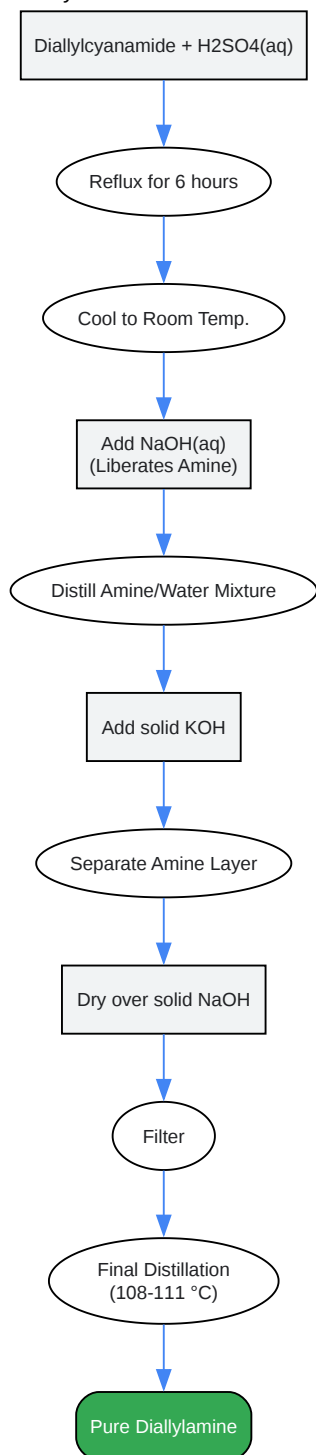 Diallylcyanamide + H2SO4(aq)
Reflux for 6 hours
Cool to Room Temp.
Add NaOH(aq)
(Liberates Amine)
Distill Amine/Water Mixture
Add solid KOH
Separate Amine Layer
Dry over solid NaOH
Filter
Final Distillation
(108-111 °C)
Pure Diallylamine